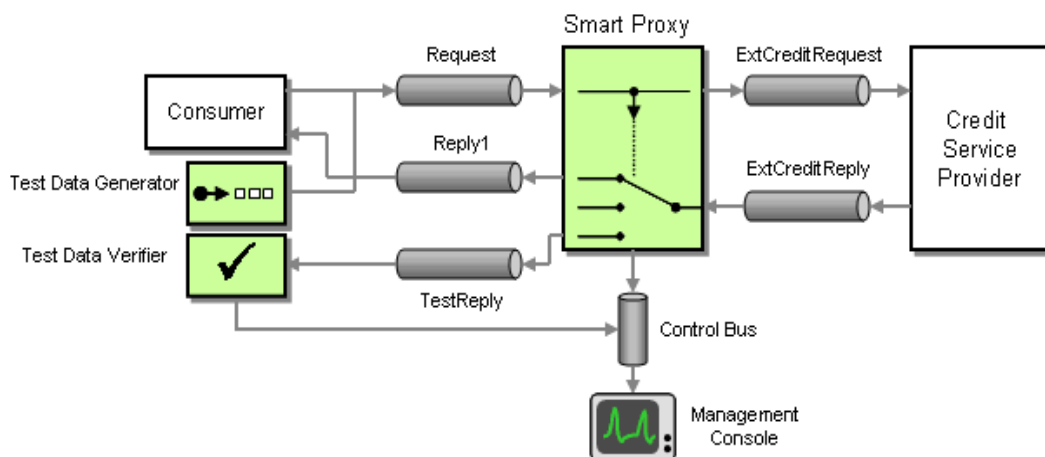 Smart Proxy
Request
ExtCreditRequest
Consumer
Credit
Service
Provider
Reply1
ExtCreditReply
Test Data Generator
Test Data Verifier
TestReply
Control Bus
Management
Console